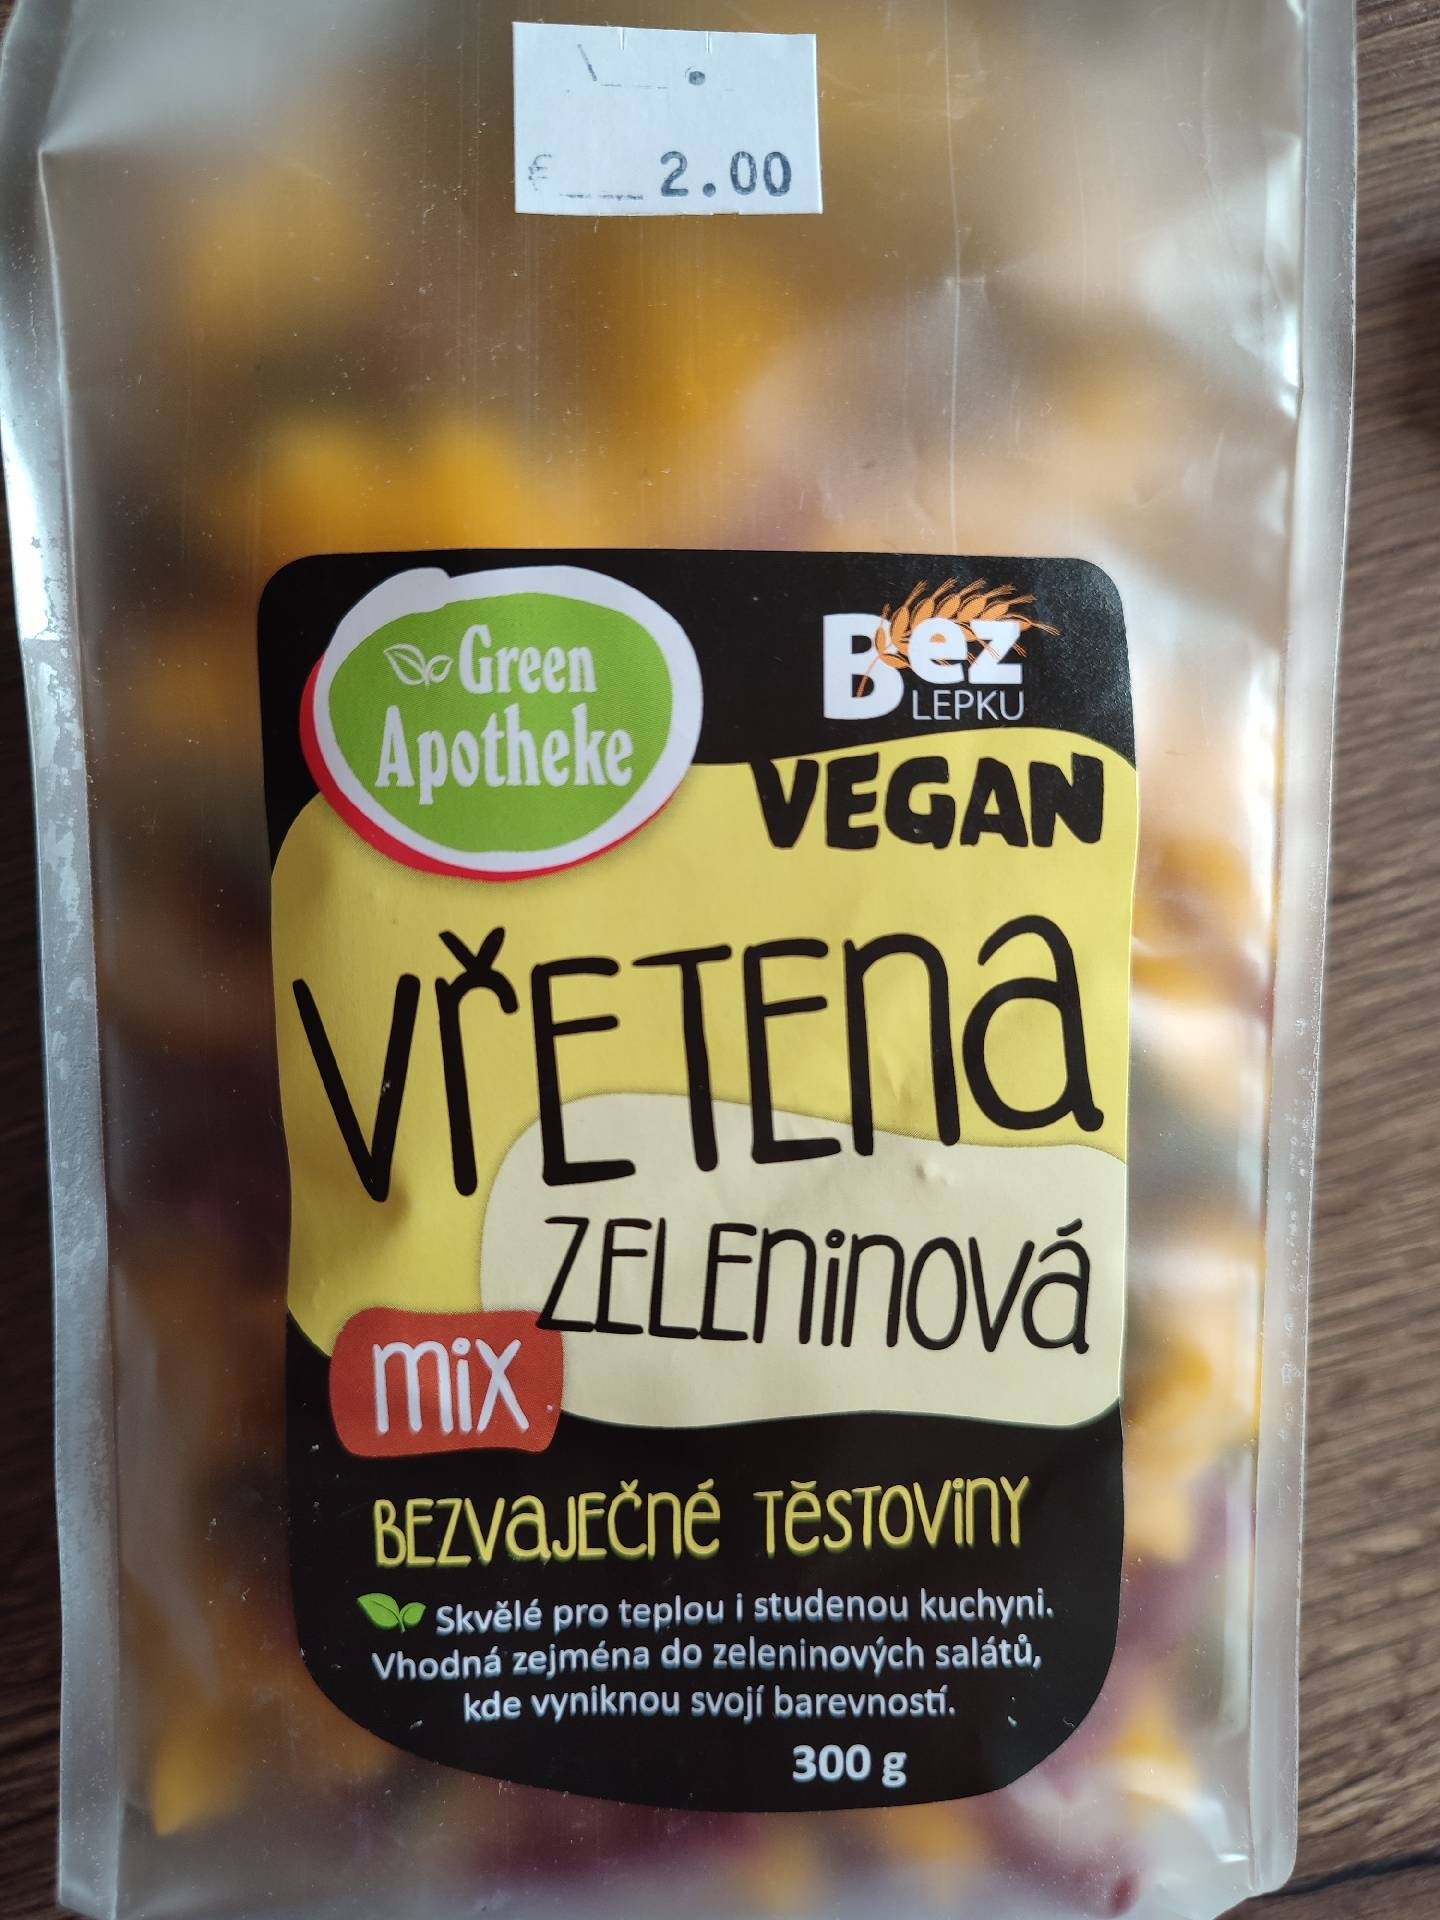 € 2.00
Green
Apotheke
Bez
LEPKU
VEGAN
VŘETENA
ZELENINOVÁ
mix
BEZVAJEČNÉ TĚSTOVINY
Skvělé pro teplou i studenou kuchyni.
Vhodná zejména do zeleninových salátů,
kde vyniknou svojí barevností.
300 g